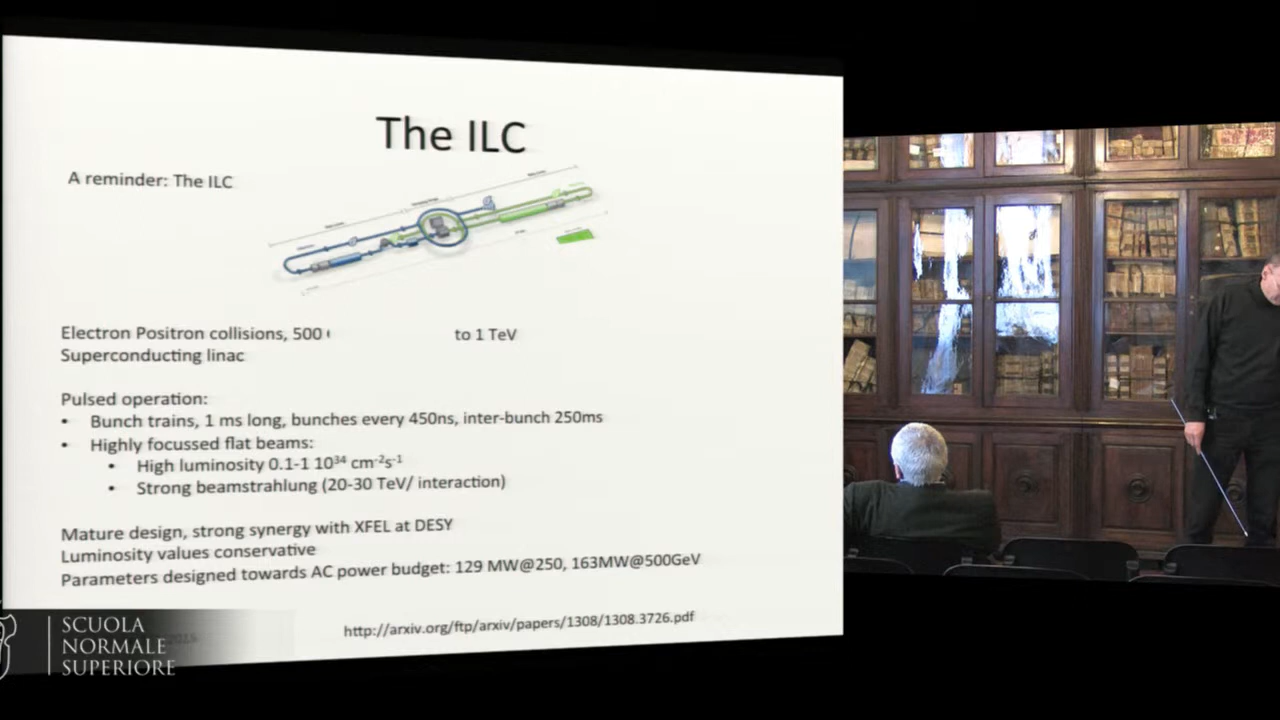 The ILC
A reminder: The ILC
Electron Positron collisions, 500 to 1 TeV
Superconducting linac
Pulsed operation:
• Bunch trains, 1 ms long, bunches every 450ns, inter-bunch 250ms
• Highly focussed flat beams:
• High luminosity 0.1-1 10³⁴ cm⁻²s⁻¹
• Strong beamstrahlung (20-30 TeV/ interaction)
Mature design, strong synergy with XFEL at DESY
Luminosity values conservative
Parameters designed towards AC power budget: 129 MW@250, 163MW@500GeV
http://arxiv.org/ftp/arxiv/papers/1308/1308.3726.pdf
SCUOLA
NORMALE
SUPERIORE